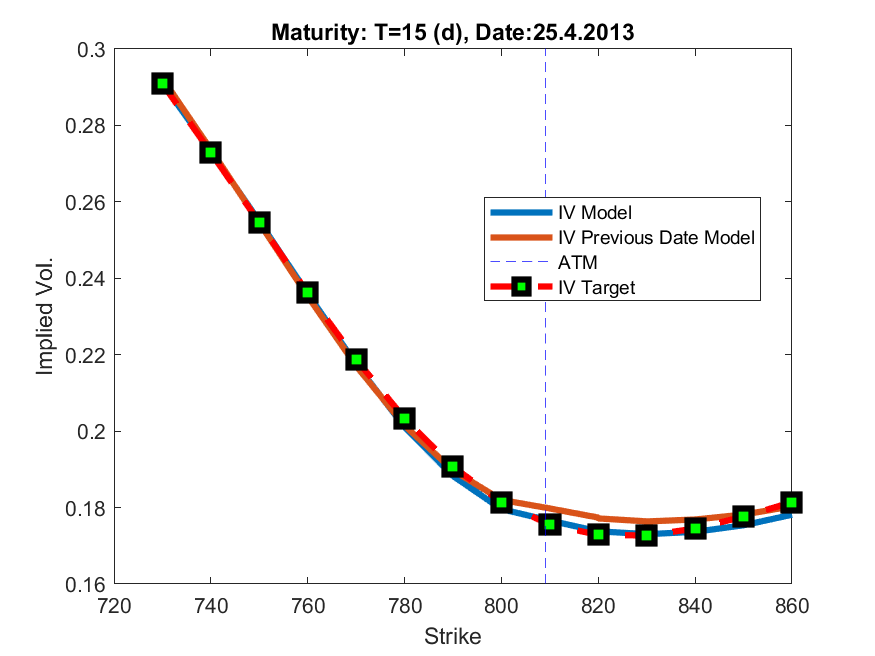 Maturity: T=15 (d), Date:25.4.2013
0.3
0.28
0.26
0.24
0.22
0.2
0.18
0.16
Implied Vol.
IV Model
IV Previous Date Model
ATM
IV Target
720
740
760
780
800
820
840
860
Strike